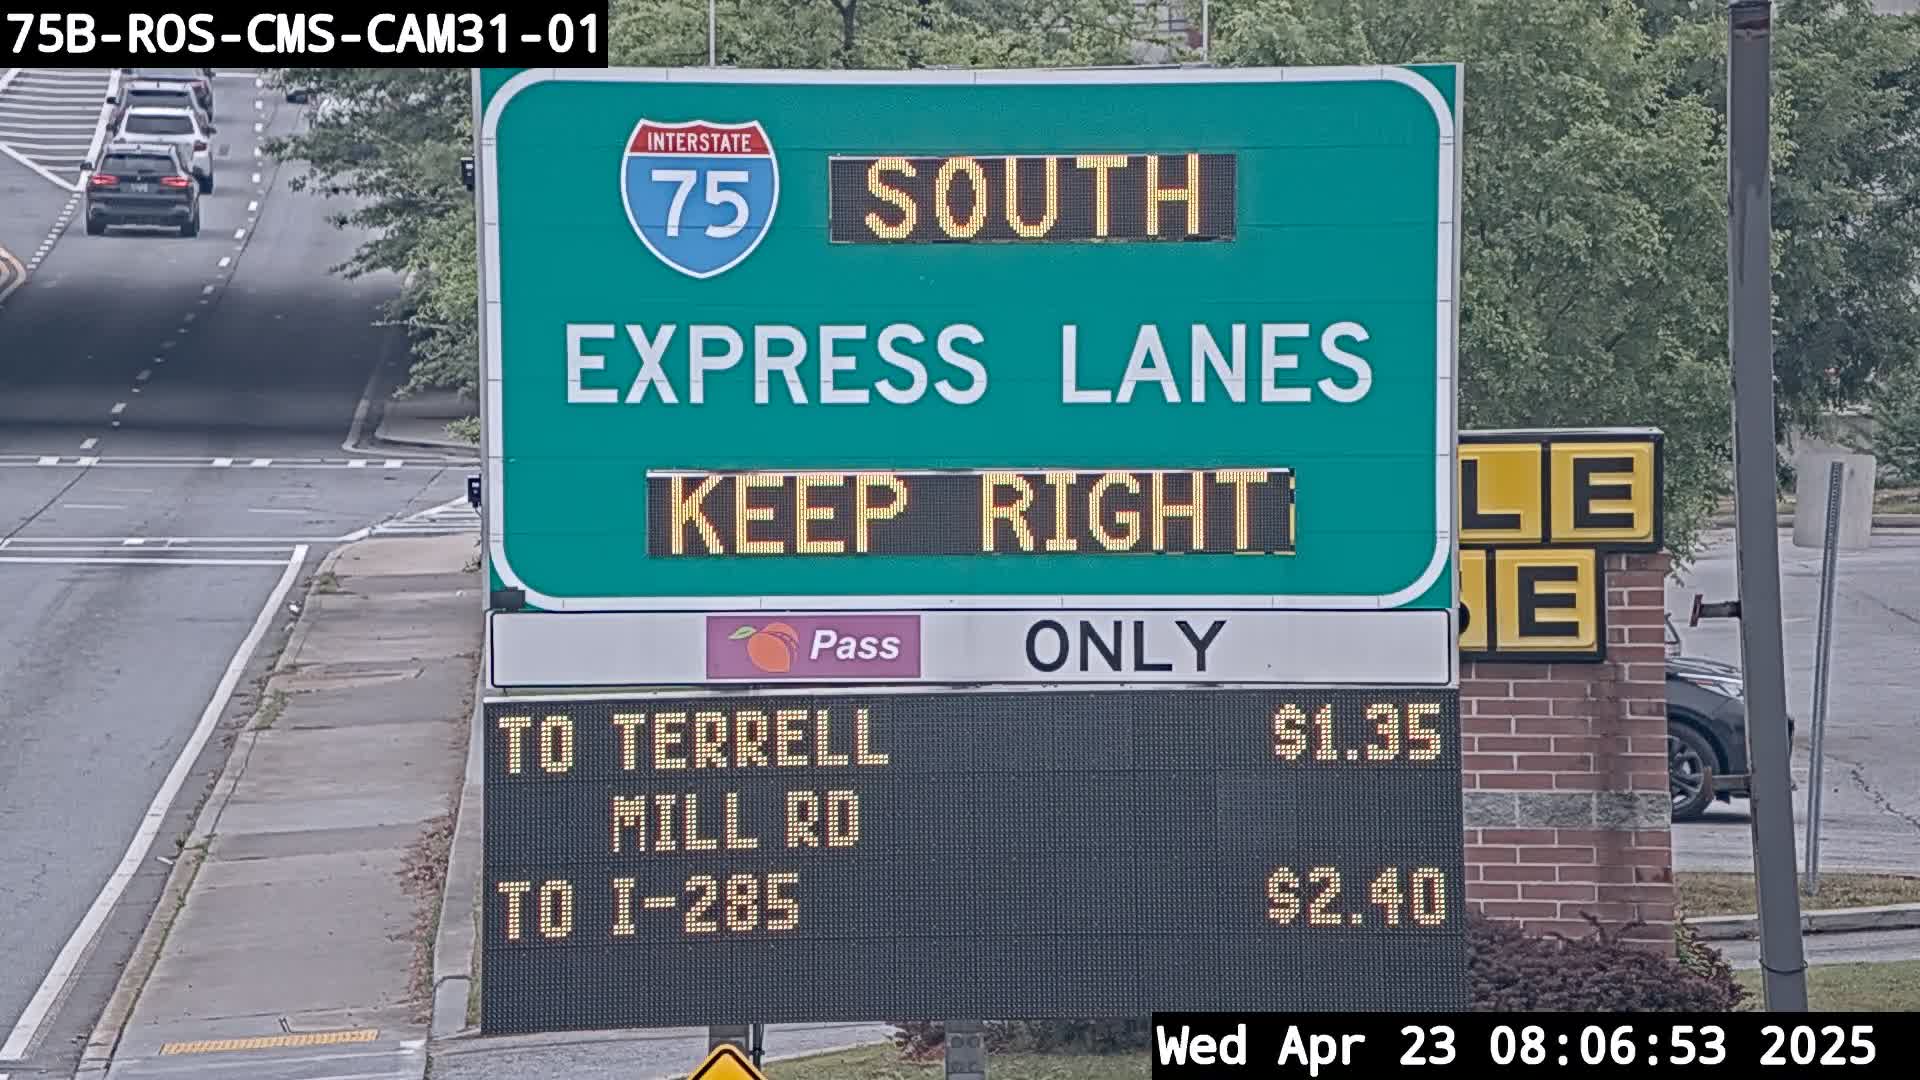 75B-ROS-CMS-CAM31-01
INTERSTATE
75
SOUTH
EXPRESS LANES
KEEP RIGHT
Pass ONLY
TO TERRELL $1.35
MILL RD
TO I-285 $2.40
LE
E
Wed Apr 23 08:06:53 2025